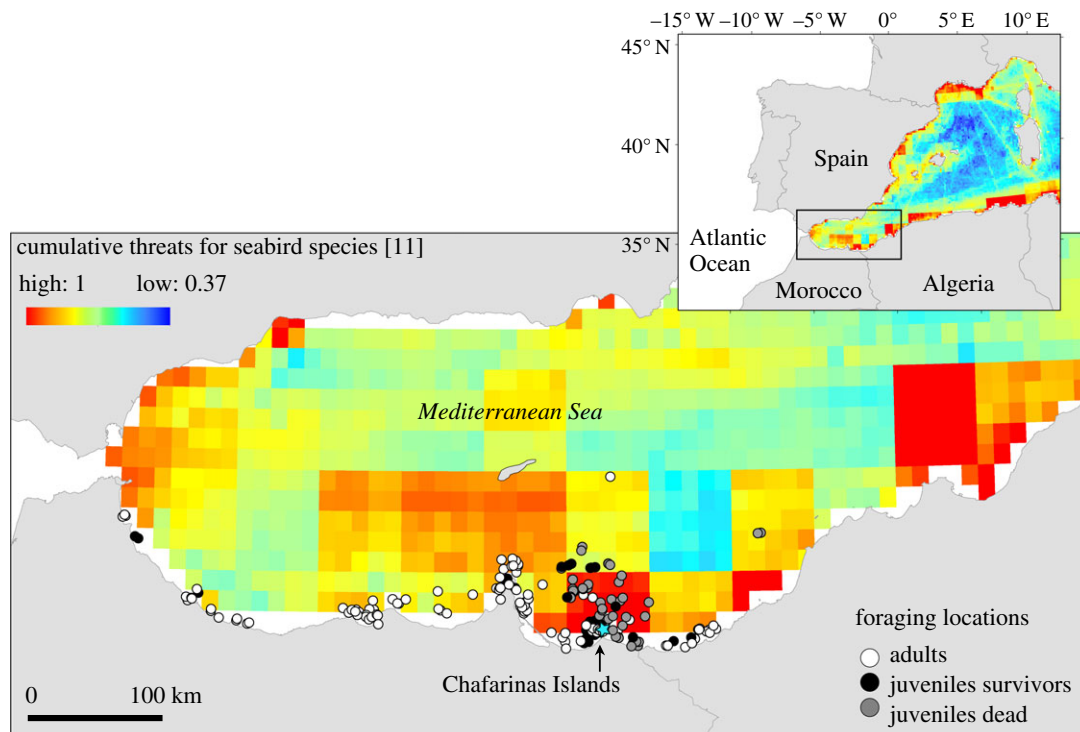 –15° W –10° W –5° W 0° 5° E 10° E
45° N
40° N
35° N
Spain
Atlantic
Ocean
Morocco
Algeria
cumulative threats for seabird species [11]
high: 1 low: 0.37
Mediterranean Sea
Chafarinas Islands
0 100 km
foraging locations
adults
juveniles survivors
juveniles dead